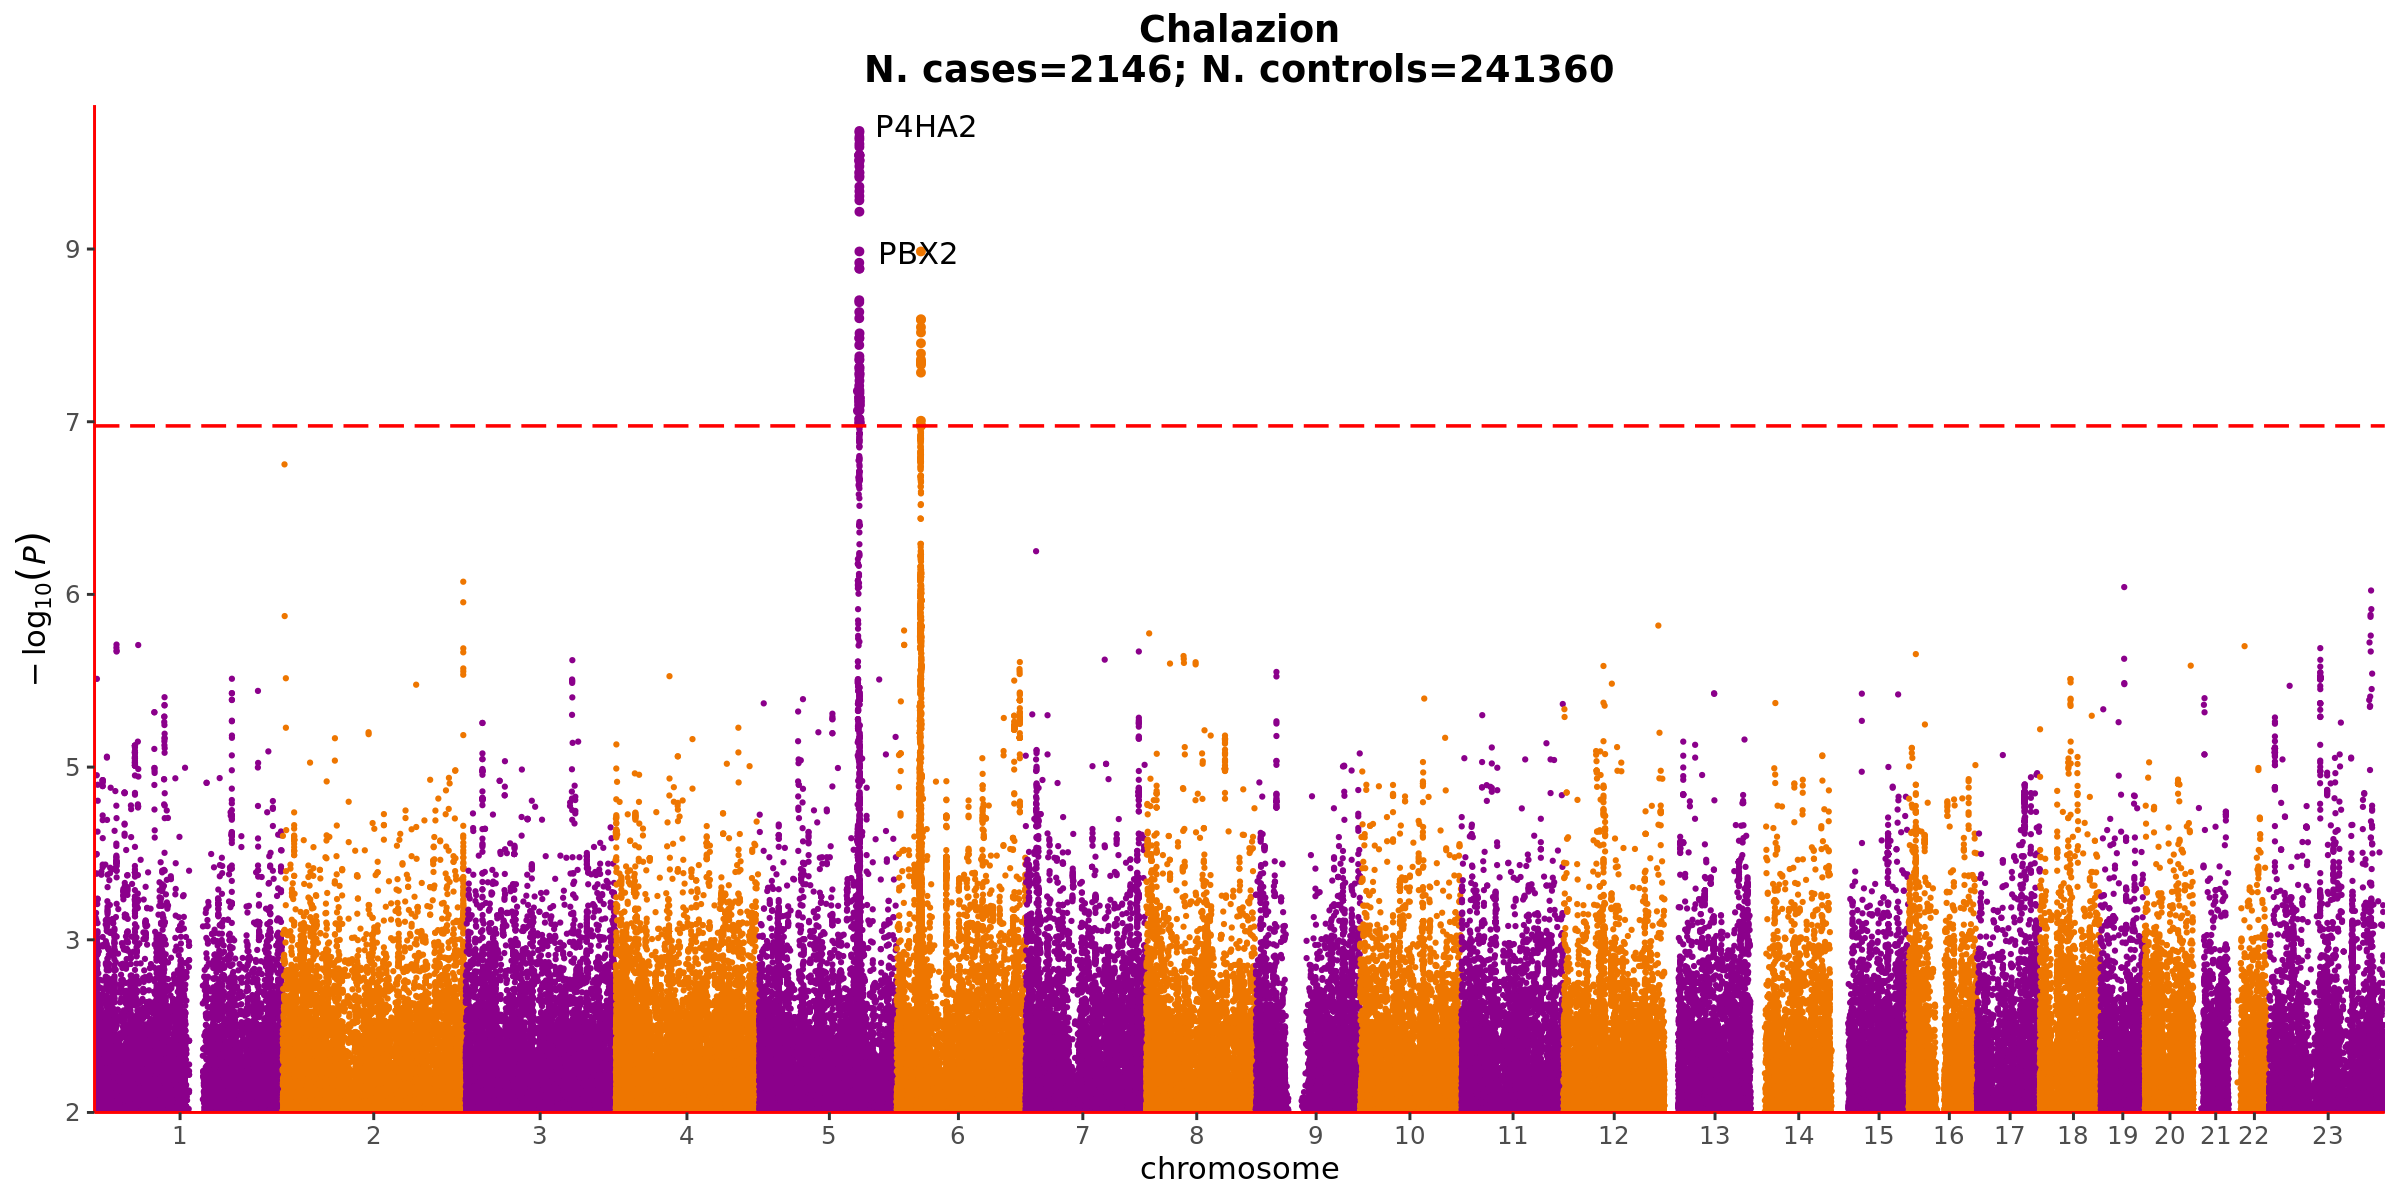 Chalazion
N. cases=2146; N. controls=241360
P4HA2
PBX2
9
7
6
5
3
2
−log10(P)
1 2 3 4 5 6 7 8 9 10 11 12 13 14 15 16 17 18 19 20 21 22 23
chromosome